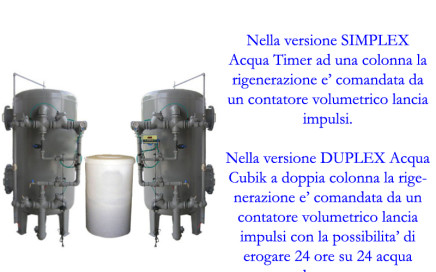 Nella versione SIMPLEX
Acqua Timer ad una colonna la
rigenerazione e' comandata da
un contatore volumetrico lancia
impulsi.
Nella versione DUPLEX Acqua
Cubik a doppia colonna la rige-
nerazione e' comandata da un
contatore volumetrico lancia
impulsi con la possibilita' di
erogare 24 ore su 24 acqua